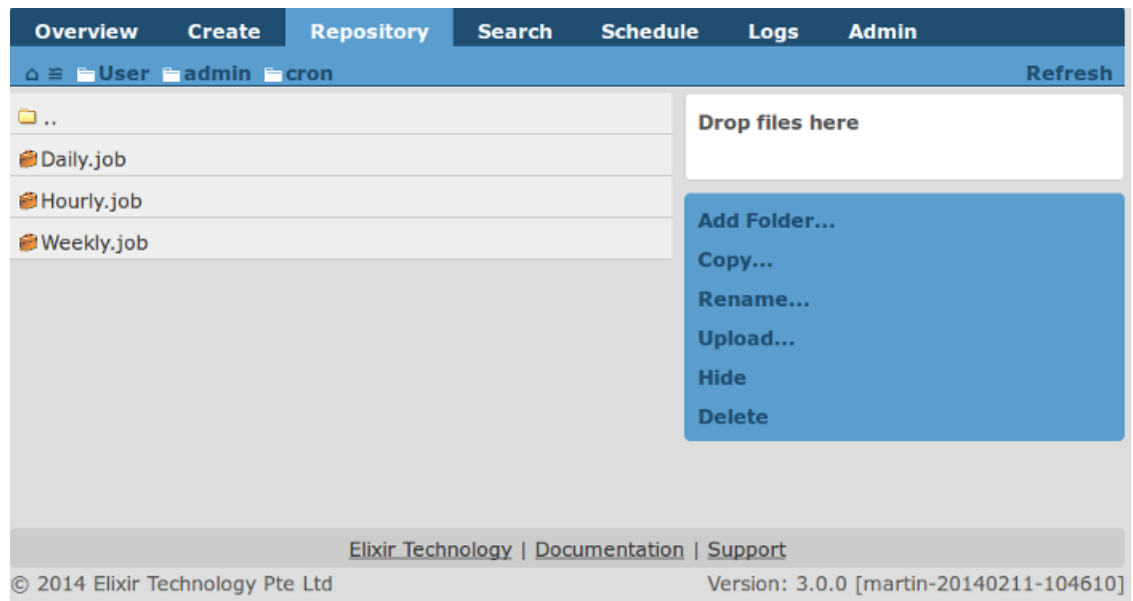 Overview Create Repository Search Schedule Logs Admin
User admin cron Refresh
..
Daily.job
Hourly.job
Weekly.job
Drop files here
Add Folder...
Copy...
Rename...
Upload...
Hide
Delete
Elixir Technology | Documentation | Support
© 2014 Elixir Technology Pte Ltd Version: 3.0.0 [martin-20140211-104610]